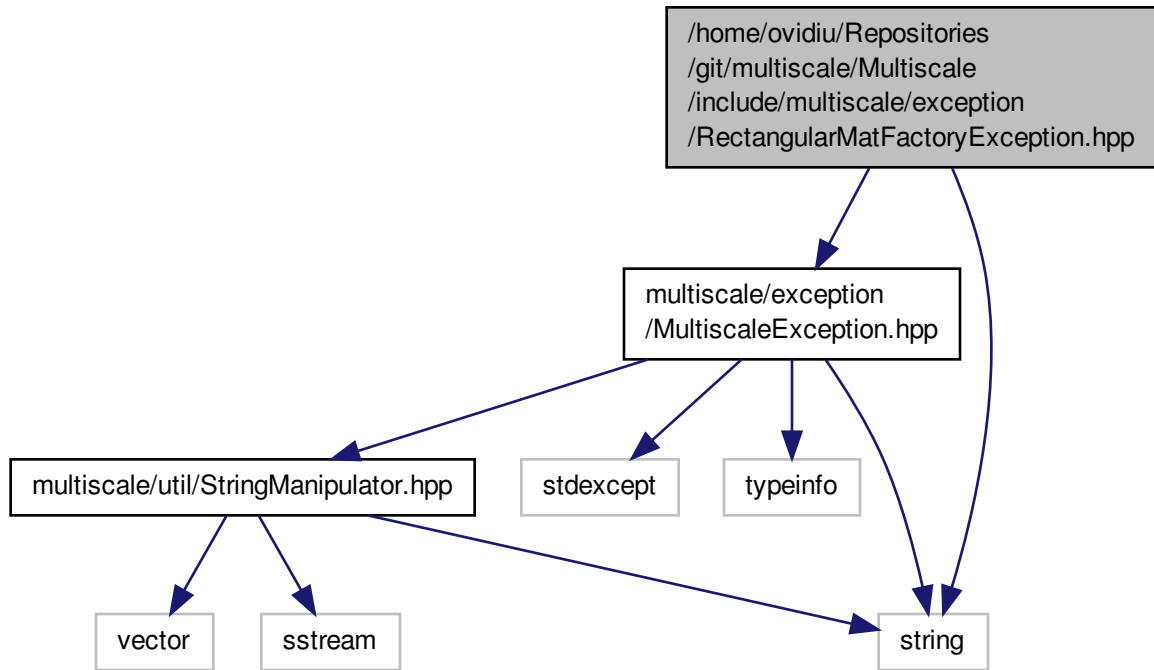 /home/ovidiu/Repositories
/git/multiscale/Multiscale
/include/multiscale/exception
/RectangularMatFactoryException.hpp
multiscale/exception
/MultiscaleException.hpp
multiscale/util/StringManipulator.hpp
stdexcept
typeinfo
vector
sstream
string